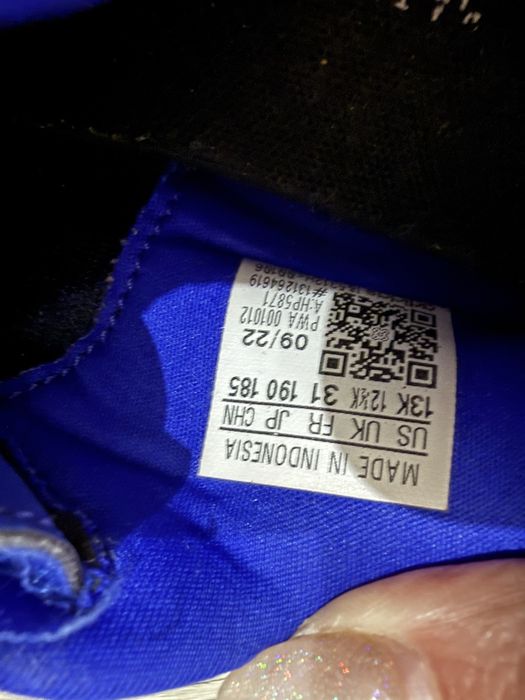 MADE IN INDONESIA
US UK FR JP CHN
13K 12½K 31 190 185
09/22
PWA 001012
A:HP5871
#:131264619